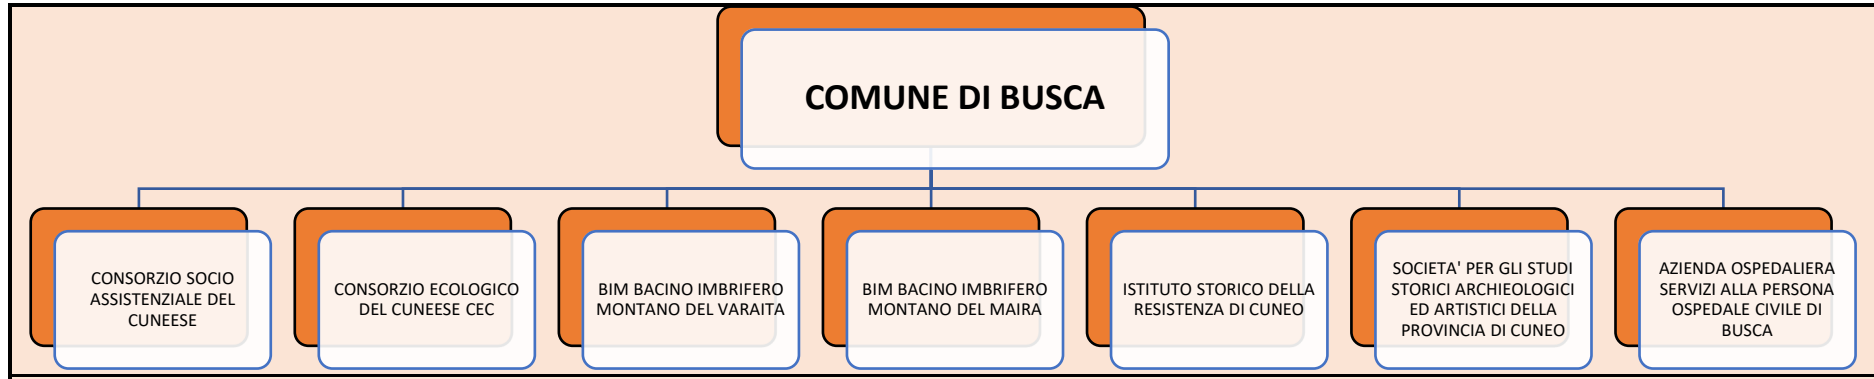 COMUNE DI BUSCA
CONSORZIO SOCIO
ASSISTENZIALE DEL
CUNEESE
CONSORZIO ECOLOGICO
DEL CUNEESE CEC
BIM BACINO IMBRIFERO
MONTANO DEL VARAITA
BIM BACINO IMBRIFERO
MONTANO DEL MAIRA
ISTITUTO STORICO DELLA
RESISTENZA DI CUNEO
SOCIETA' PER GLI STUDI
STORICI ARCHIEOLOGICI
ED ARTISTICI DELLA
PROVINCIA DI CUNEO
AZIENDA OSPEDALIERA
SERVIZI ALLA PERSONA
OSPEDALE CIVILE DI
BUSCA